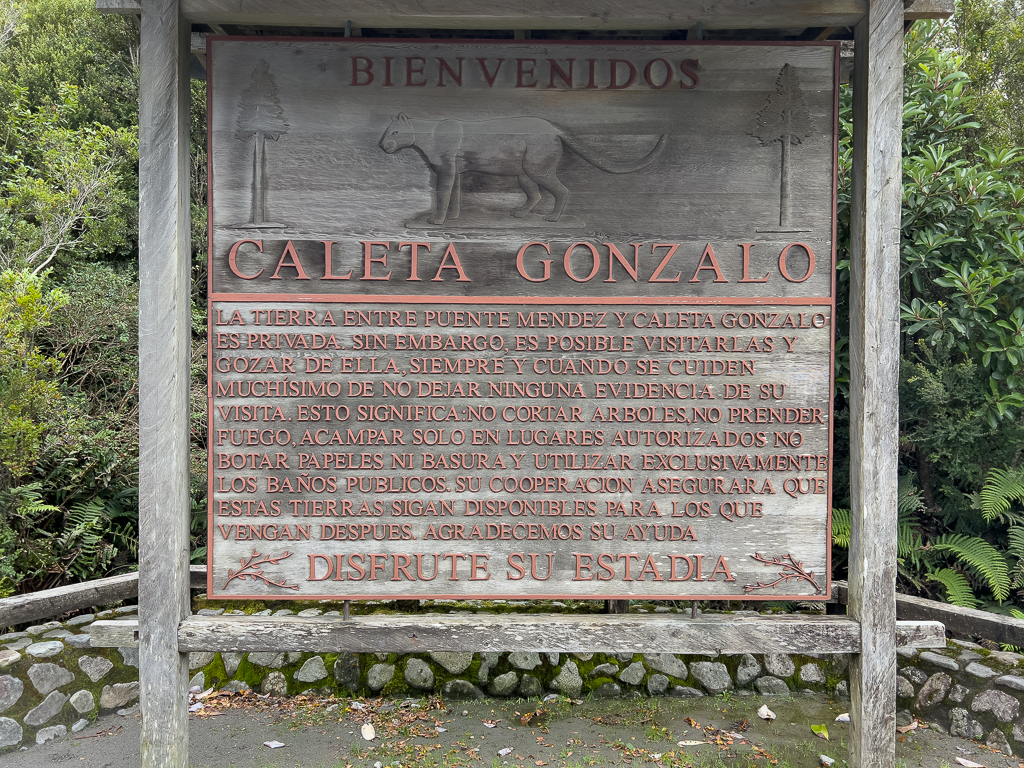 BIENVENIDOS
CALETA GONZALO
LA TIERRA ENTRE PUENTE MENDEZ Y CALETA GONZALO
ES PRIVADA. SIN EMBARGO, ES POSIBLE VISITARLAS Y
GOZAR DE ELLA, SIEMPRE Y CUANDO SE CUIDEN
MUCHÍSIMO DE NO DEJAR NINGUNA EVIDENCIA DE SU
VISITA. ESTO SIGNIFICA:NO CORTAR ARBOLES,NO PRENDER
FUEGO, ACAMPAR SOLO EN LUGARES AUTORIZADOS NO
BOTAR PAPELES NI BASURA Y UTILIZAR EXCLUSIVAMENTE
LOS BAÑOS PUBLICOS. SU COOPERACION ASEGURARA QUE
ESTAS TIERRAS SIGAN DISPONIBLES PARA LOS QUE
VENGAN DESPUES. AGRADECEMOS SU AYUDA
DISFRUTE SU ESTADIA